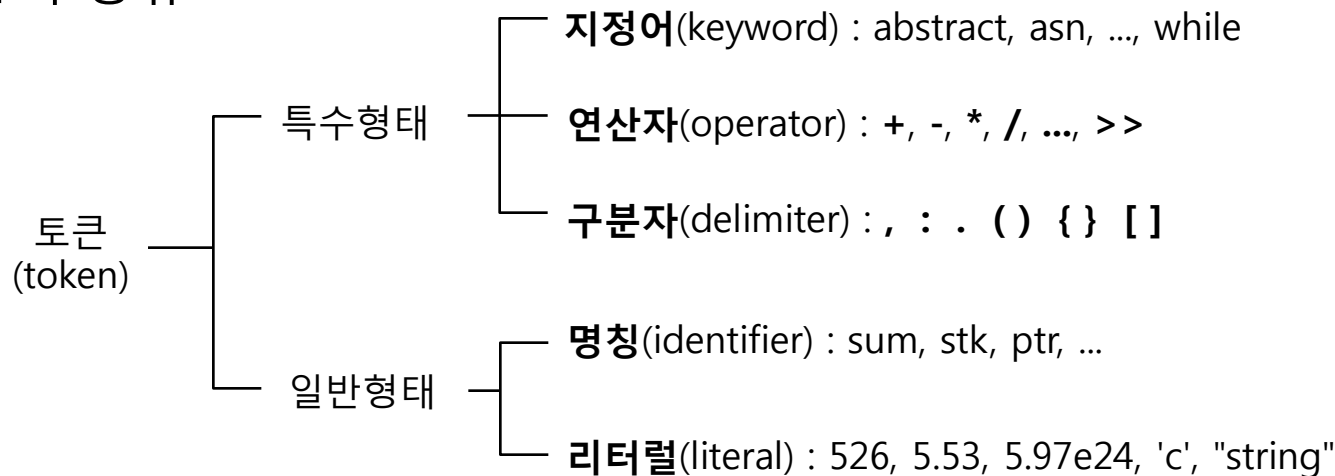 지정어(keyword) : abstract, asn, ..., while
특수형태
연산자(operator) : +, -, *, /, ..., >>
구분자(delimiter) : , : . ( ) { } [ ]
토큰
(token)
명칭(identifier) : sum, stk, ptr, ...
일반형태
리터럴(literal) : 526, 5.53, 5.97e24, 'c', "string"